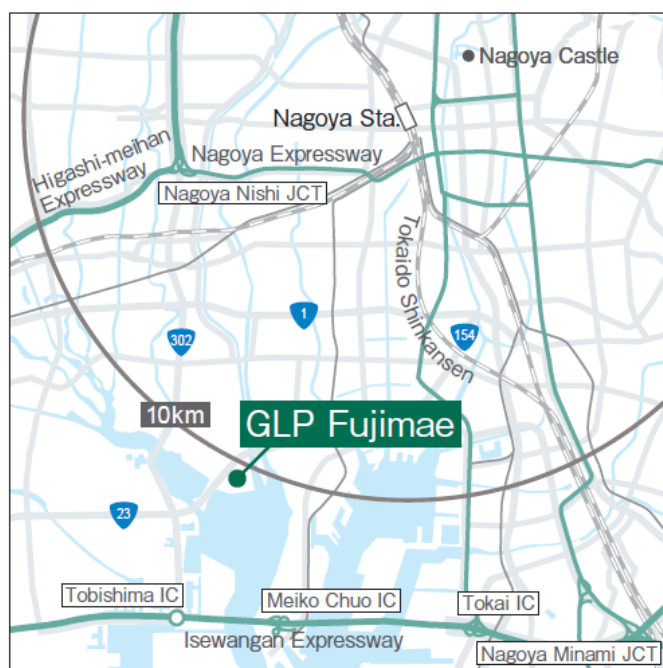 Nagoya Castle
Nagoya Sta.
Higashi-meihan
Expressway
Nagoya Expressway
Nagoya Nishi JCT
Tokaido Shinkansen
1
302
154
10km
GLP Fujimae
23
Tobishima IC
Meiko Chuo IC
Tokai IC
Isewangan Expressway
Nagoya Minami JCT